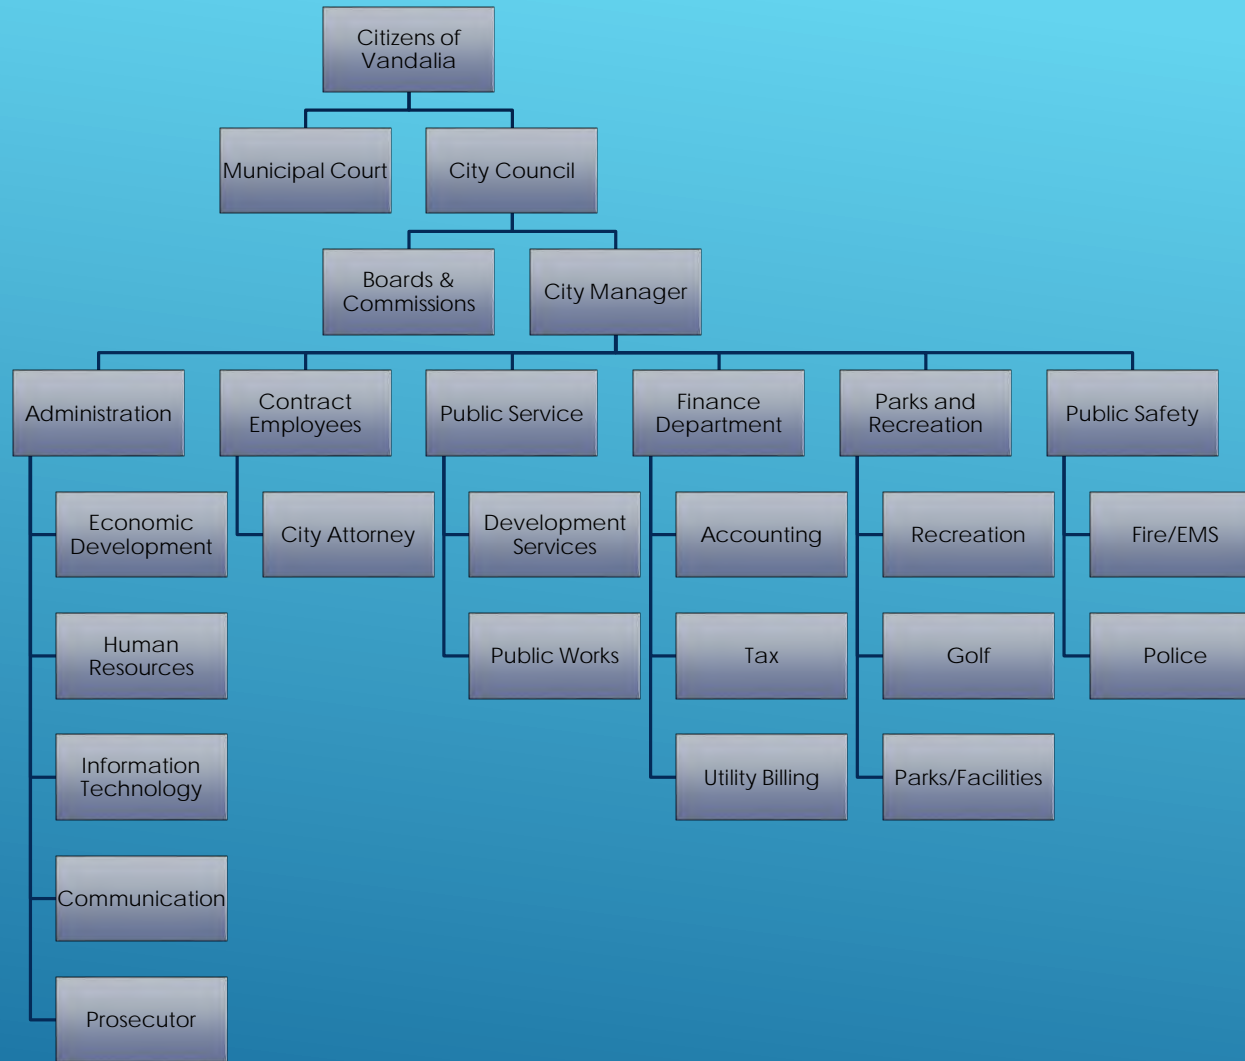 Citizens of
Vandalia
Municipal Court
City Council
Boards &
Commissions
City Manager
Administration
Contract
Employees
Public Service
Finance
Department
Parks and
Recreation
Public Safety
Economic
Development
City Attorney
Development
Services
Accounting
Recreation
Fire/EMS
Human
Resources
Public Works
Tax
Golf
Police
Information
Technology
Utility Billing
Parks/Facilities
Communication
Prosecutor